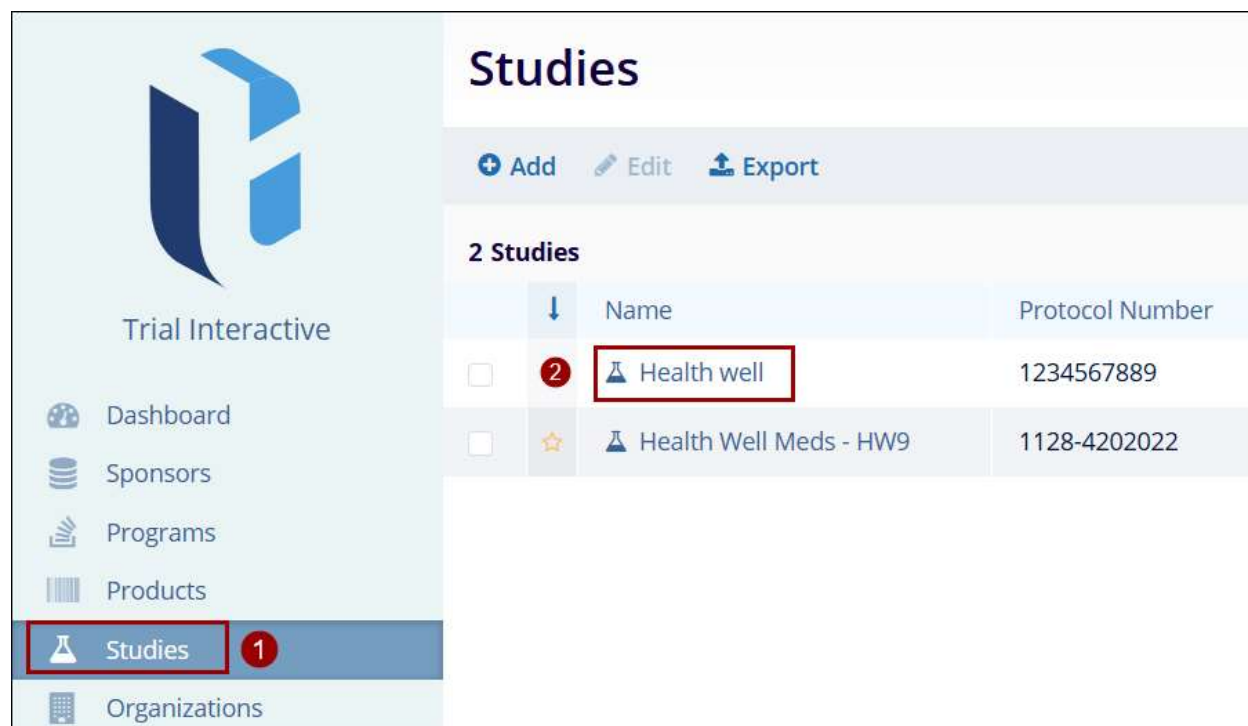 Trial Interactive
Dashboard
Sponsors
Programs
Products
Studies 1
Organizations
Studies
Add Edit Export
2 Studies
Name Protocol Number
2 Health well 1234567889
Health Well Meds - HW9 1128-4202022